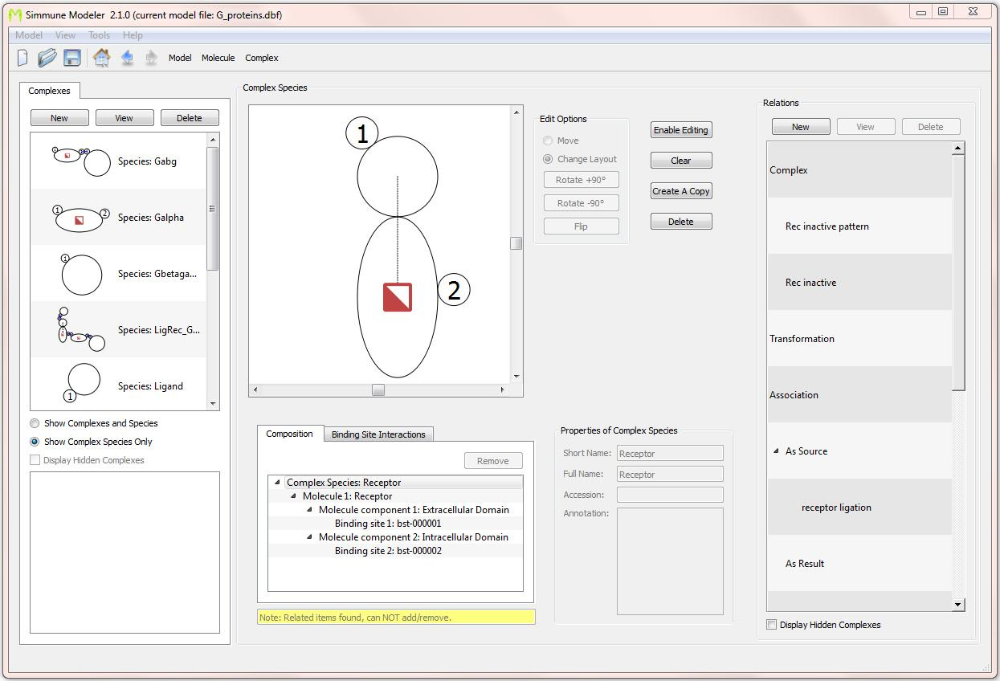 Simmune Modeler 2.1.0 (current model file: G_proteins.dbf)
Model View Tools Help
Model Molecule Complex
Complexes
New View Delete
1
Species: Gabg
1 2
Species: Galpha
1
Species: Gbetaga...
Species: LigRec_G...
1
Species: Ligand
Show Complexes and Species
Show Complex Species Only
Display Hidden Complexes
Complex Species
1
2
Edit Options
Move
Change Layout
Rotate +90°
Rotate -90°
Flip
Enable Editing
Clear
Create A Copy
Delete
Composition Binding Site Interactions
Remove
Complex Species: Receptor
Molecule 1: Receptor
Molecule component 1: Extracellular Domain
Binding site 1: bst-000001
Molecule component 2: Intracellular Domain
Binding site 2: bst-000002
Note: Related items found, can NOT add/remove.
Properties of Complex Species
Short Name: Receptor
Full Name: Receptor
Accession:
Annotation:
Relations
New View Delete
Complex
Rec inactive pattern
Rec inactive
Transformation
Association
As Source
receptor ligation
As Result
Display Hidden Complexes